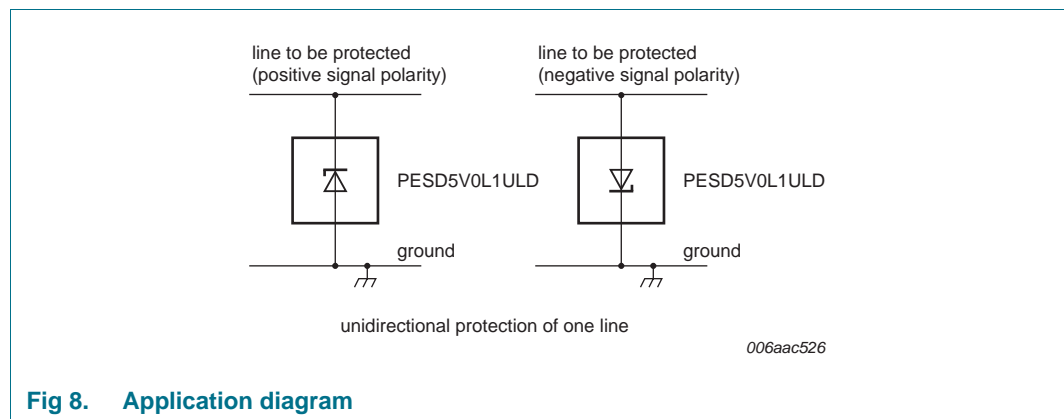 line to be protected
(positive signal polarity)
line to be protected
(negative signal polarity)
PESD5V0L1ULD
PESD5V0L1ULD
ground
ground
unidirectional protection of one line
006aac526
Fig 8. Application diagram